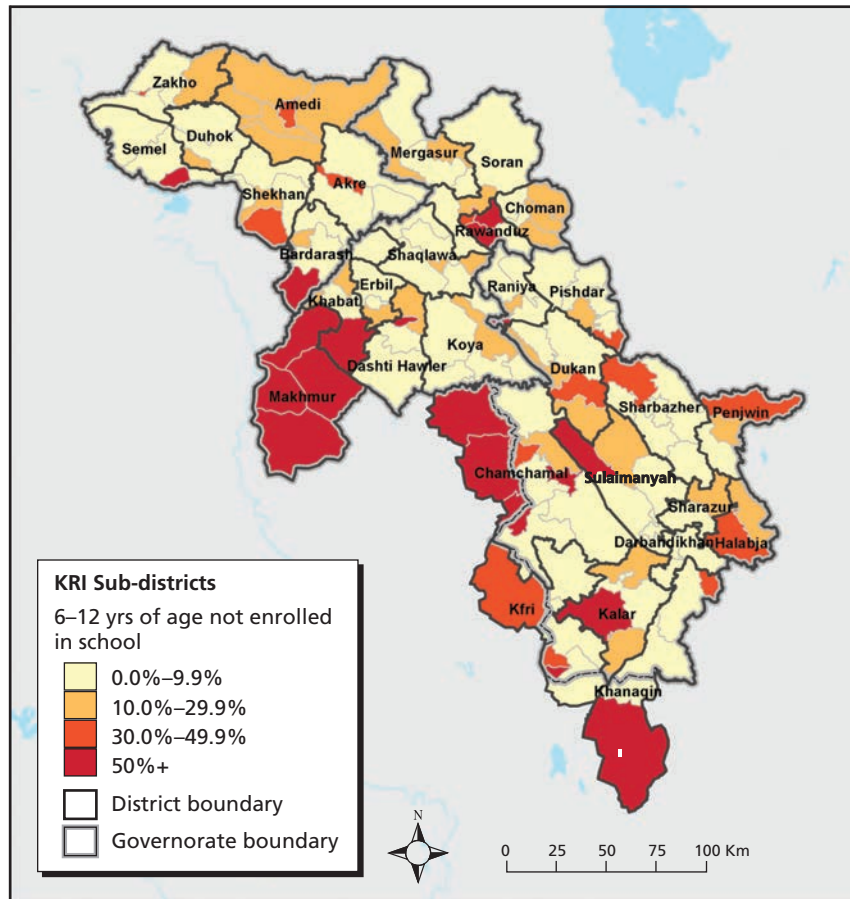 Zakho
Amedi
Duhok
Semel
Mergasur
Soran
Akre
Shekhan
Choman
Rawanduz
Bardarash
Shaqlawa
Erbil
Raniya
Pishdar
Khabat
Koya
Dashti Hawler
Dukan
Makhmur
Sharbazher
Penjwin
Chamchamal
Sulaimanyah
Sharazur
Darbandikhan
Halabja
Kfri
Kalar
Khanaqin
KRI Sub-districts
6–12 yrs of age not enrolled
in school
0.0%–9.9%
10.0%–29.9%
30.0%–49.9%
50%+
District boundary
Governorate boundary
N
0 25 50 75 100 Km